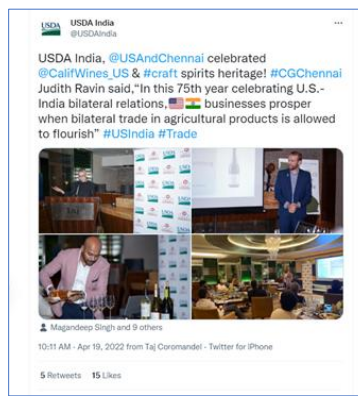 USDA India
@USDAIndia
USDA India, @USAndChennai celebrated
@CalifWines_US & #craft spirits heritage! #CGChennai
Judith Ravin said,“In this 75th year celebrating U.S.-
India bilateral relations,🇺🇸🇮🇳 businesses prosper
when bilateral trade in agricultural products is allowed
to flourish” #USIndia #Trade
Magandeep Singh and 9 others
10:11 AM · Apr 19, 2022 from Taj Coromandel · Twitter for iPhone
5 Retweets 15 Likes